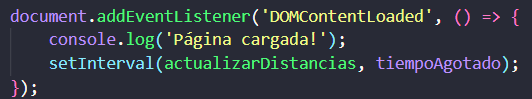 document.addEventListener('DOMContentLoaded', () => {
    console.log('Página cargada!');
    setInterval(actualizarDistancias, tiempoAgotado);
});